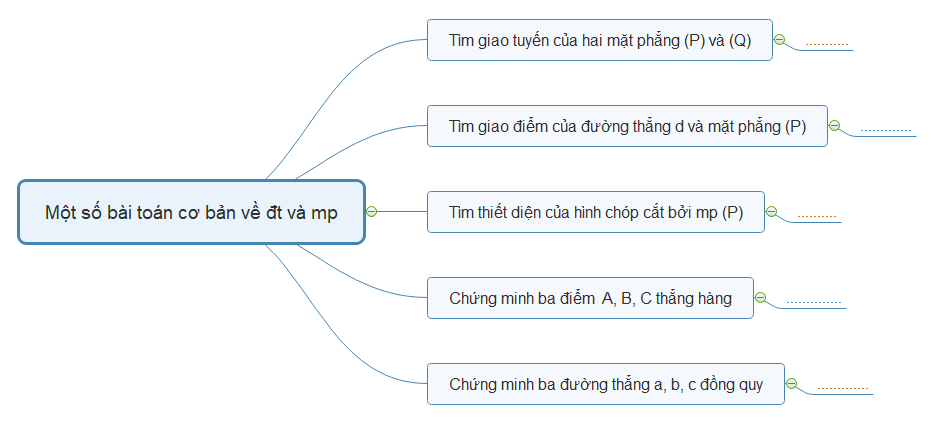 Tìm giao tuyến của hai mặt phẳng (P) và (Q)
............
Tìm giao điểm của đường thẳng d và mặt phẳng (P)
..............
Một số bài toán cơ bản về đt và mp
Tìm thiết diện của hình chóp cắt bởi mp (P)
...........
Chứng minh ba điểm A, B, C thẳng hàng
...............
Chứng minh ba đường thẳng a, b, c đồng quy
..............